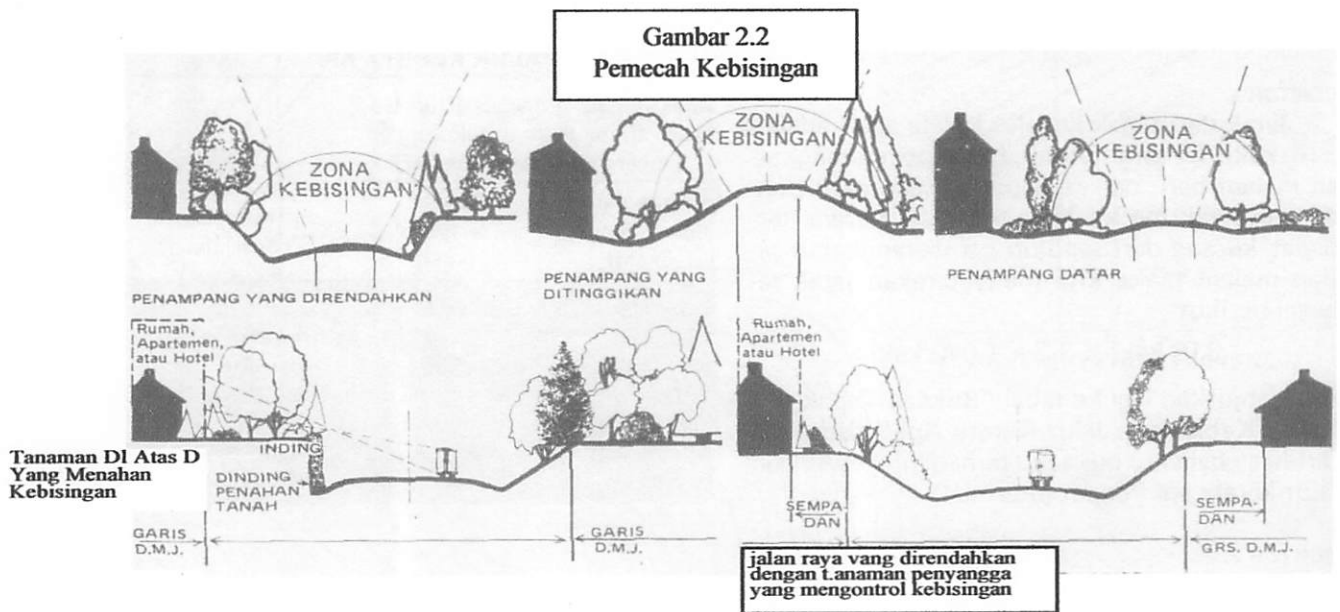 Gambar 2.2
Pemecah Kebisingan
ZONA
KEBISINGAN
ZONA
KEBISINGAN
ZONA
KEBISINGAN
PENAMPANG YANG DIRENDAHKAN
PENAMPANG YANG
DITINGGIKAN
PENAMPANG DATAR
Rumah,
Apartemen,
atau Hotel
Rumah,
Apartemen
atau Hotel
Tanaman Dl Atas D
INDING
Yang Menahan
Kebisingan
DINDING
PENAHAN
TANAH
SEMPA-
DAN
SEMPA-
DAN
GARIS
D.M.J.
GARIS
D.M.J.
GRS. D.M.J.
jalan raya vang direndahkan
dengan t.anaman penyangga
yang mengontrol kebisingan